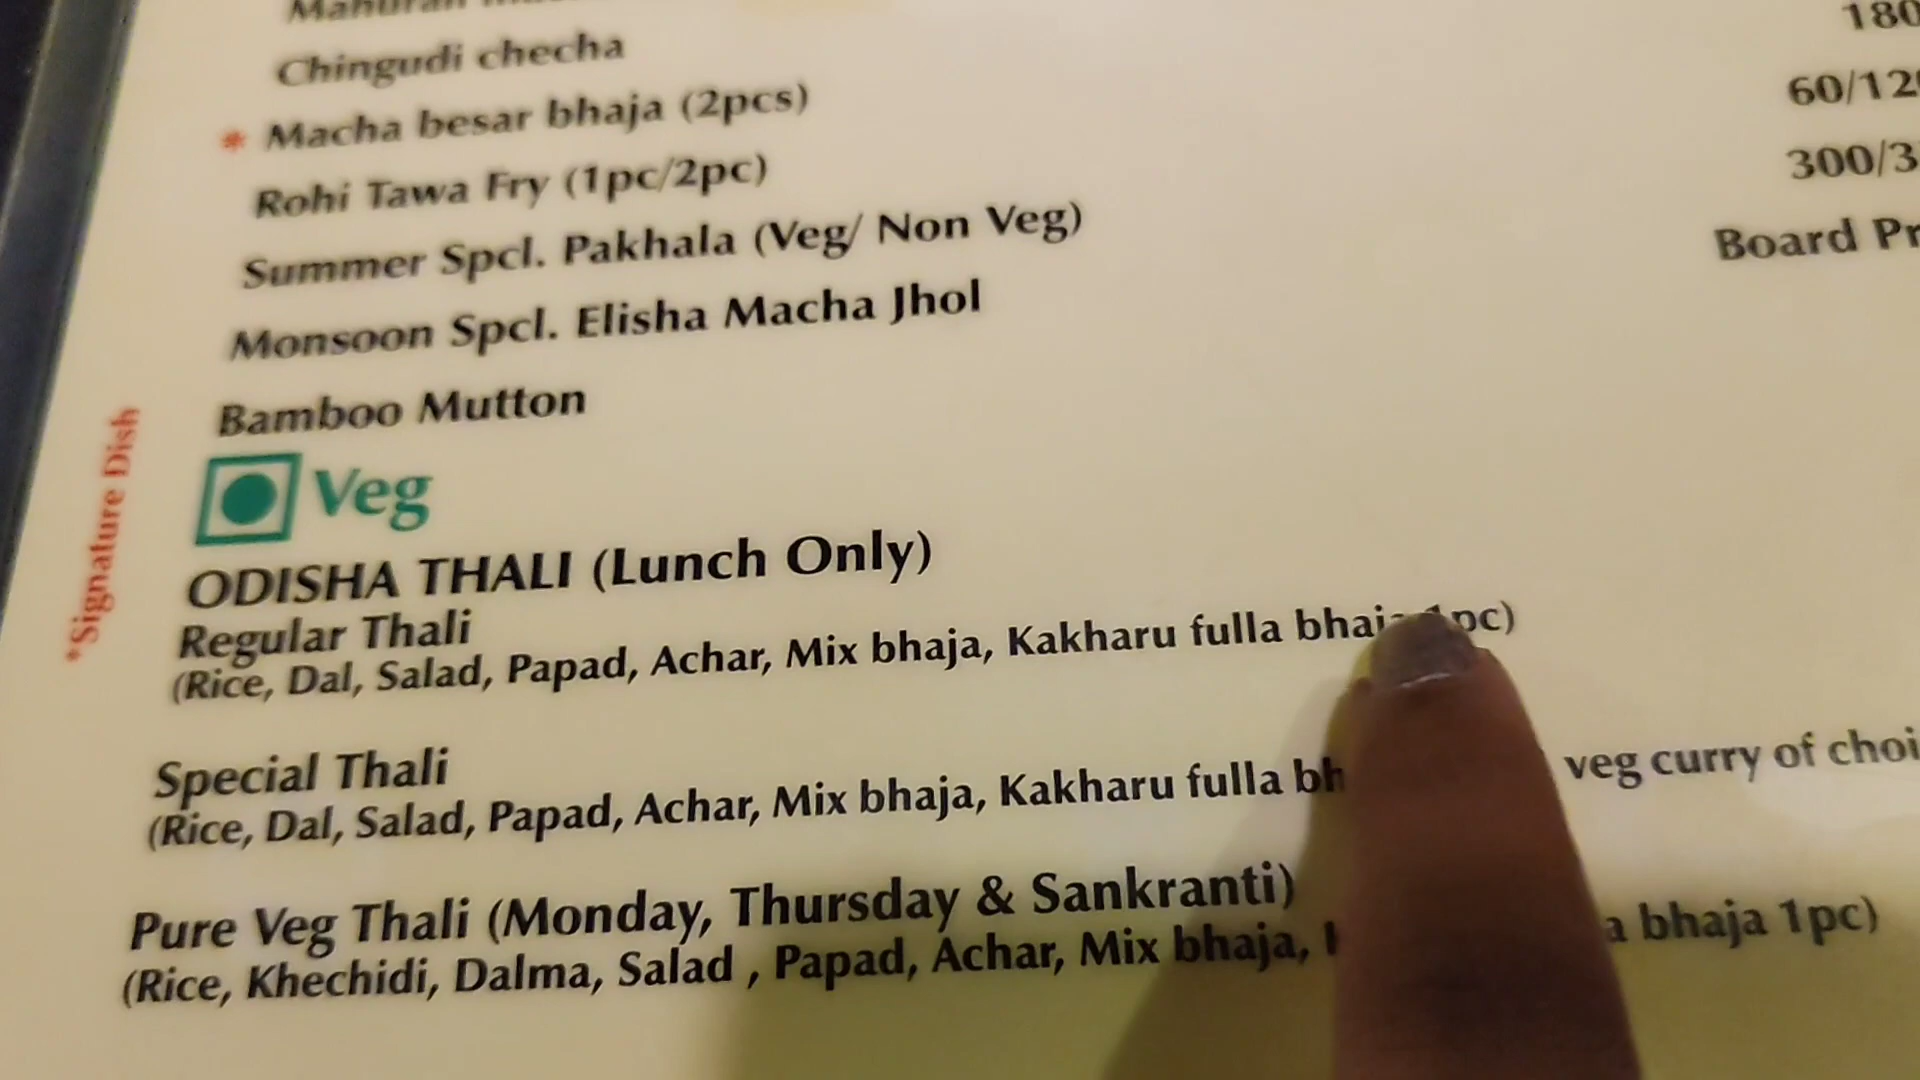 Chingudi checha
180
* Macha besar bhaja (2pcs)
60/120
Rohi Tawa Fry (1pc/2pc)
300/3
Summer Spcl. Pakhala (Veg/ Non Veg)
Board Pr
Monsoon Spcl. Elisha Macha Jhol
Bamboo Mutton
*Signature Dish
Veg
ODISHA THALI (Lunch Only)
Regular Thali
(Rice, Dal, Salad, Papad, Achar, Mix bhaja, Kakharu fulla 1pc)
Special Thali
(Rice, Dal, Salad, Papad, Achar, Mix bhaja, Kakharu fulla veg curry of choi
Pure Veg Thali (Monday, Thursday & Sankranti)
(Rice, Khechidi, Dalma, Salad , Papad, Achar, Mix bhaja, bhaja 1pc)